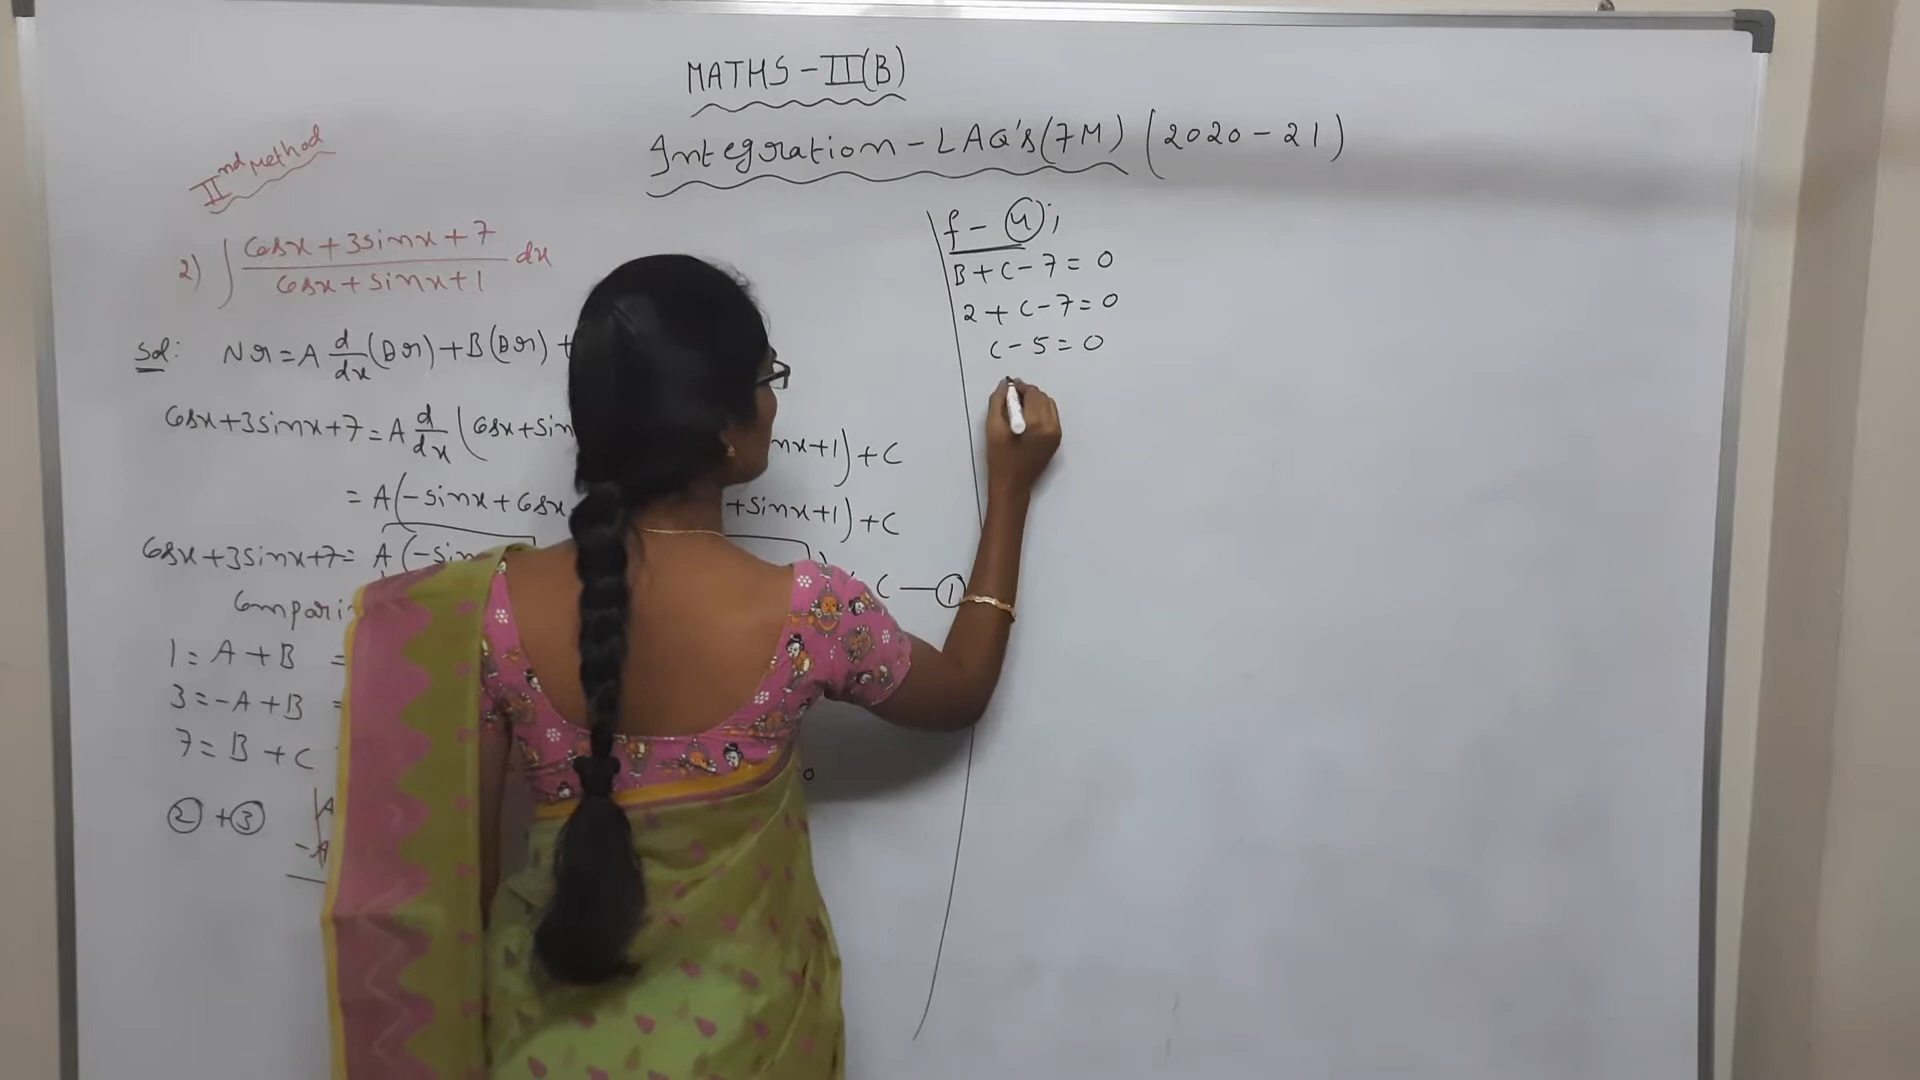 MATHS - II(B)
Integration - LAQ's (7M) (2020 - 21)
IInd Method
2) ∫ (cosx + 3sinx + 7)/(cosx + sinx + 1) dx
Sol: Nr = A d/dx (Dr) + B(Dr) +
cosx + 3sinx + 7 = A d/dx (cosx + sin nx + 1) + C
= A(-sinx + cosx + sinx + 1) + C
cosx + 3sinx + 7 = A(-sin C — ①
Compari
1 = A + B =
3 = -A + B =
7 = B + C
0
② + ③ A
-A
f - ④;
B + C - 7 = 0
2 + C - 7 = 0
C - 5 = 0